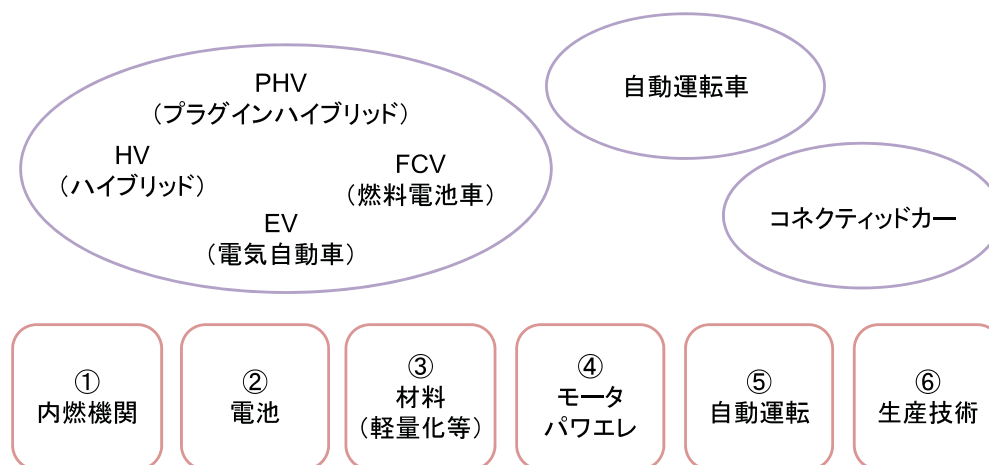 PHV
（プラグインハイブリッド）
自動運転車
HV
（ハイブリッド）
FCV
（燃料電池車）
コネクティッドカー
EV
（電気自動車）
①
内燃機関
②
電池
③
材料
（軽量化等）
④
モータ
パワエレ
⑤
自動運転
⑥
生産技術